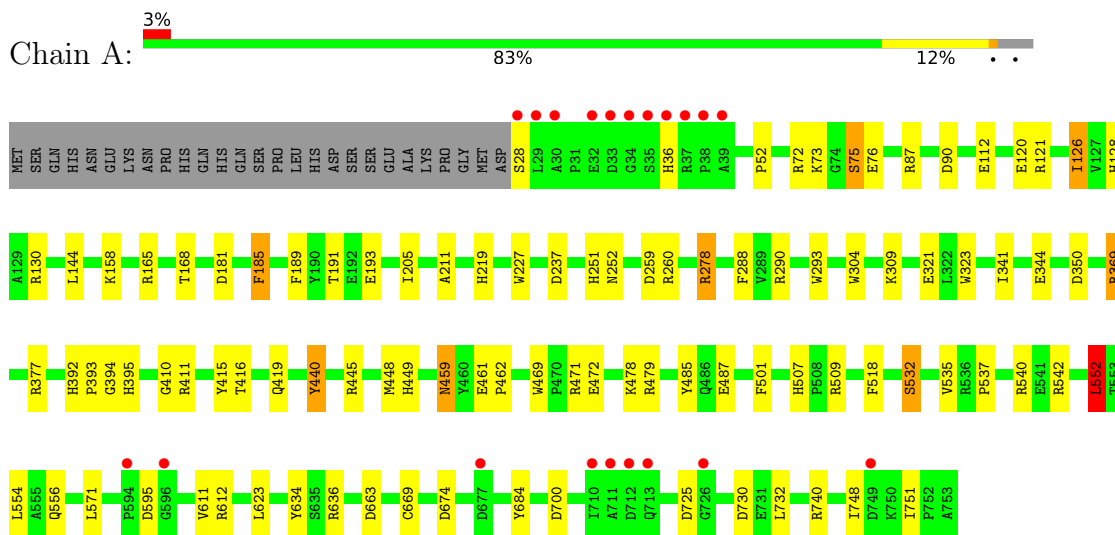 3%
Chain A:
83% 12% • •
MET SER GLN HIS HIS ASN GLU LYS ASN PRO HIS GLN HIS GLN SER PRO LEU HIS ASP SER SER GLU ALA LYS PRO GLY MET ASP S28 L29 A30 P31 E32 D33 G34 S35 H36 R37 P38 A39 P52 R72 K73 G74 S75 E76 R87 D90 E112 E120 R121 I126 V127 H128
A129 R130 L144 K158 R165 T168 D181 F185 F189 Y190 T191 E192 E193 I205 A211 H219 W227 D237 H251 N252 D259 R260 R278 F288 V289 R290 W293 W304 K309 E321 L322 W323 I341 E344 D350 R369
R377 H392 P393 G394 H395 G410 R411 Y415 T416 Q419 Y440 R445 M448 H449 N459 Y460 E461 P462 W469 P470 R471 E472 K478 R479 Y485 Q486 E487 F501 H507 P508 R509 F518 S532 V535 R536 P537 R540 E541 R542 L552 T553
L554 A555 Q556 L571 P594 D595 G596 V611 R612 L623 Y634 S635 R636 D663 C669 D674 D677 Y684 D700 I710 A711 D712 Q713 D725 G726 D730 E731 L732 R740 I748 D749 K750 I751 P752 A753